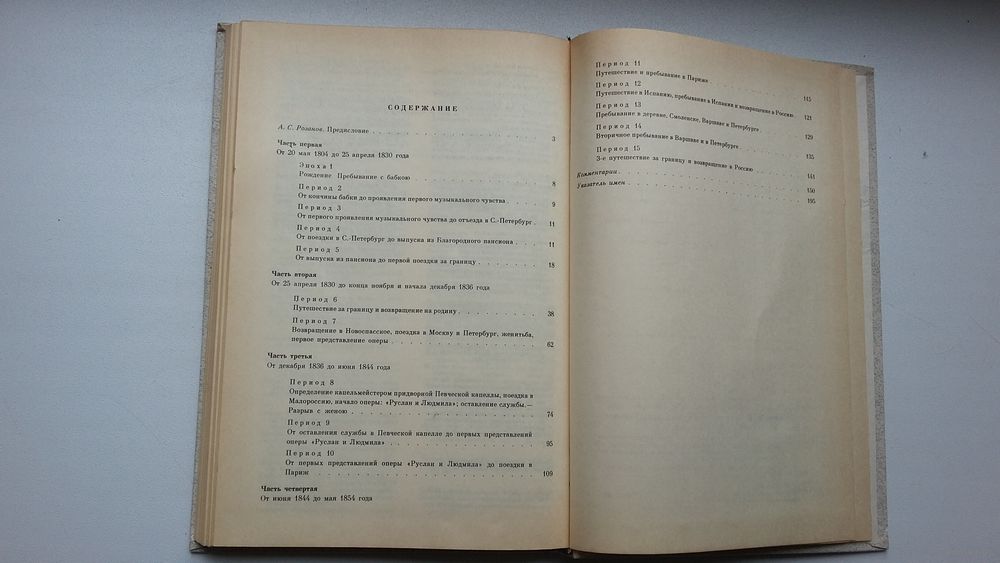 СОДЕРЖАНИЕ
А. С. Розанов. Предисловие . . . 3
Часть первая
От 20 мая 1804 до 25 апреля 1830 года
Эпоха 1
Рождение Пребывание с бабкою . . . 8
Период 2
От кончины бабки до проявления первого музыкального чувства . . . 9
Период 3
От первого проявления музыкального чувства до отъезда в С.-Петербург . 11
Период 4
От поездки в С.-Петербург до выпуска из Благородного пансиона . . . 11
Период 5
От выпуска из пансиона до первой поездки за границу . . . 18
Часть вторая
От 25 апреля 1830 до конца ноября и начала декабря 1836 года
Период 6
Путешествие за границу и возвращение на родину . . . 38
Период 7
Возвращение в Новоспасское, поездка в Москву и Петербург, женитьба,
первое представление оперы . . . 62
Часть третья
От декабря 1836 до июня 1844 года
Период 8
Определение капельмейстером придворной Певческой капеллы, поездка в
Малороссию, начало оперы: «Руслан и Людмила»; оставление службы.—
Разрыв с женою . . . 74
Период 9
От оставления службы в Певческой капелле до первых представлений
оперы «Руслан и Людмила» . . . 95
Период 10
От первых представлений оперы «Руслан и Людмила» до поездки в
Париж . . . 109
Часть четвертая
От июня 1844 до мая 1854 года
Период 11
Путешествие и пребывание в Париже . . . 115
Период 12
Путешествие в Испанию, пребывание в Испании и возвращение в Россию 121
Период 13
Пребывание в деревне, Смоленске, Варшаве и Петербурге . . . 129
Период 14
Вторичное пребывание в Варшаве и в Петербурге . . . 135
Период 15
3-е путешествие за границу и возвращение в Россию . . . 141
Комментарии . . . 150
Указатель имен . . . 195